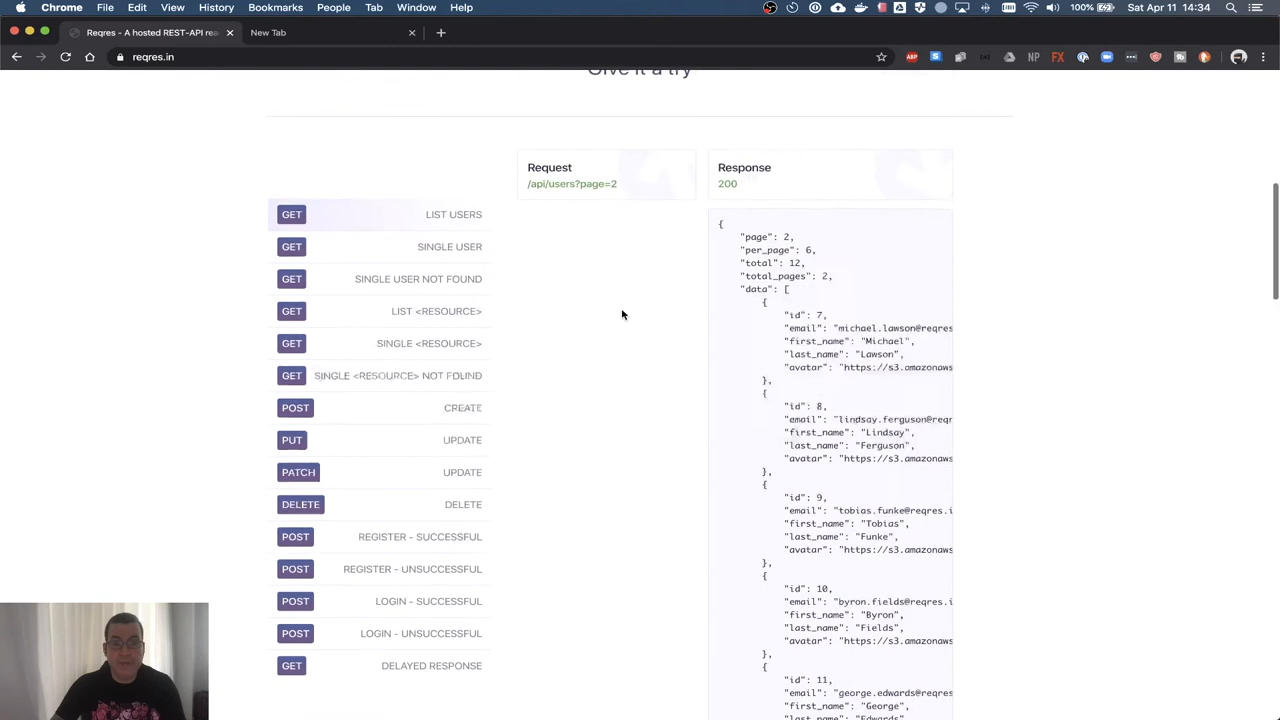 Chrome File Edit View History Bookmarks People Tab Window Help 100% Sat Apr 11 14:34
Reqres - A hosted REST-API rea
New Tab
reqres.in
ABP
NP
Give it a try
Request
/api/users?page=2
Response
200
GET LIST USERS
GET SINGLE USER
GET SINGLE USER NOT FOUND
GET LIST <RESOURCE>
GET SINGLE <RESOURCE>
GET SINGLE <RESOURCE> NOT FOUND
POST CREATE
PUT UPDATE
PATCH UPDATE
DELETE DELETE
POST REGISTER - SUCCESSFUL
POST REGISTER - UNSUCCESSFUL
POST LOGIN - SUCCESSFUL
POST LOGIN - UNSUCCESSFUL
GET DELAYED RESPONSE
{
"page": 2,
"per_page": 6,
"total": 12,
"total_pages": 2,
"data": [
{
"id": 7,
"email": "michael.lawson@reqres
"first_name": "Michael",
"last_name": "Lawson",
"avatar": "https://s3.amazonaws
},
{
"id": 8,
"email": "lindsay.ferguson@reqr
"first_name": "Lindsay",
"last_name": "Ferguson",
"avatar": "https://s3.amazonaws
},
{
"id": 9,
"email": "tobias.funke@reqres.i
"first_name": "Tobias",
"last_name": "Funke",
"avatar": "https://s3.amazonaws
},
{
"id": 10,
"email": "byron.fields@reqres.i
"first_name": "Byron",
"last_name": "Fields",
"avatar": "https://s3.amazonaws
},
{
"id": 11,
"email": "george.edwards@reqres
"first_name": "George",
"last_name": "Edwards